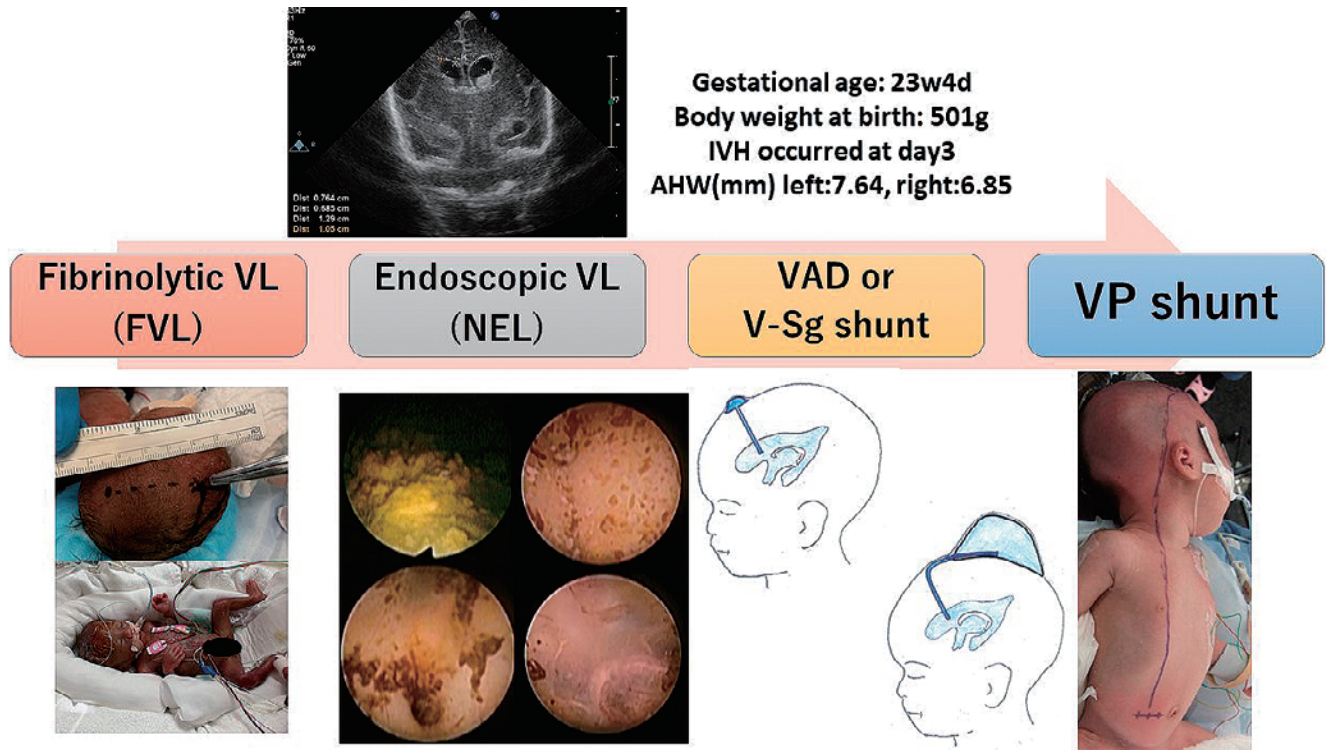 Gestational age: 23w4d
Body weight at birth: 501g
IVH occurred at day3
AHW(mm) left:7.64, right:6.85
Dist 0.764 cm
Dist 0.685 cm
Dist 1.29 cm
Dist 1.05 cm
Fibrinolytic VL
(FVL)
Endoscopic VL
(NEL)
VAD or
V-Sg shunt
VP shunt